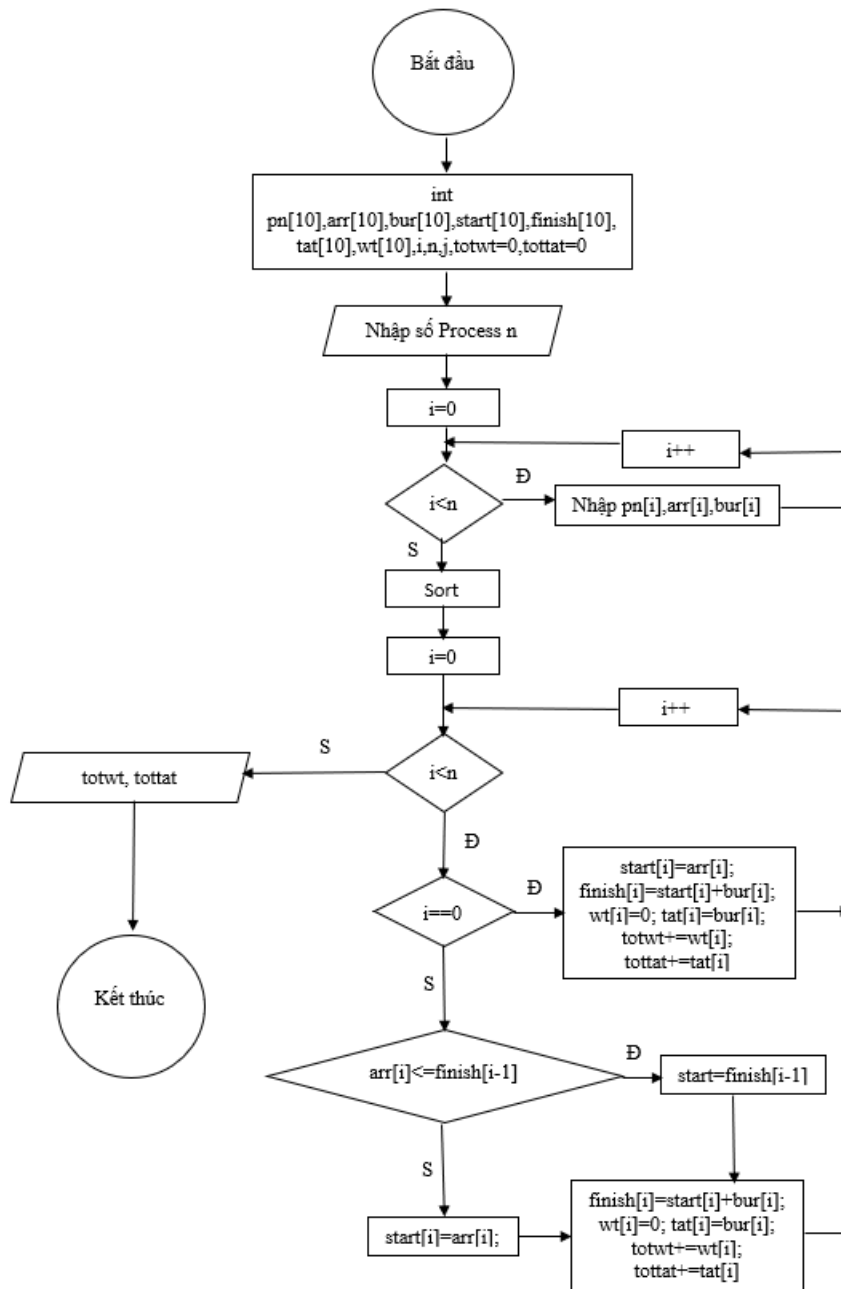 Bắt đầu
int
pn[10],arr[10],bur[10],start[10],finish[10],
tat[10],wt[10],i,n,j,totwt=0,tottat=0
Nhập số Process n
i=0
i++
i<n
Đ
Nhập pn[i],arr[i],bur[i]
S
Sort
i=0
i++
S
totwt, tottat
i<n
Đ
i==0
Đ
start[i]=arr[i];
finish[i]=start[i]+bur[i];
wt[i]=0; tat[i]=bur[i];
totwt+=wt[i];
tottat+=tat[i]
Kết thúc
S
arr[i]<=finish[i-1]
Đ
start=finish[i-1]
S
start[i]=arr[i];
finish[i]=start[i]+bur[i];
wt[i]=0; tat[i]=bur[i];
totwt+=wt[i];
tottat+=tat[i]